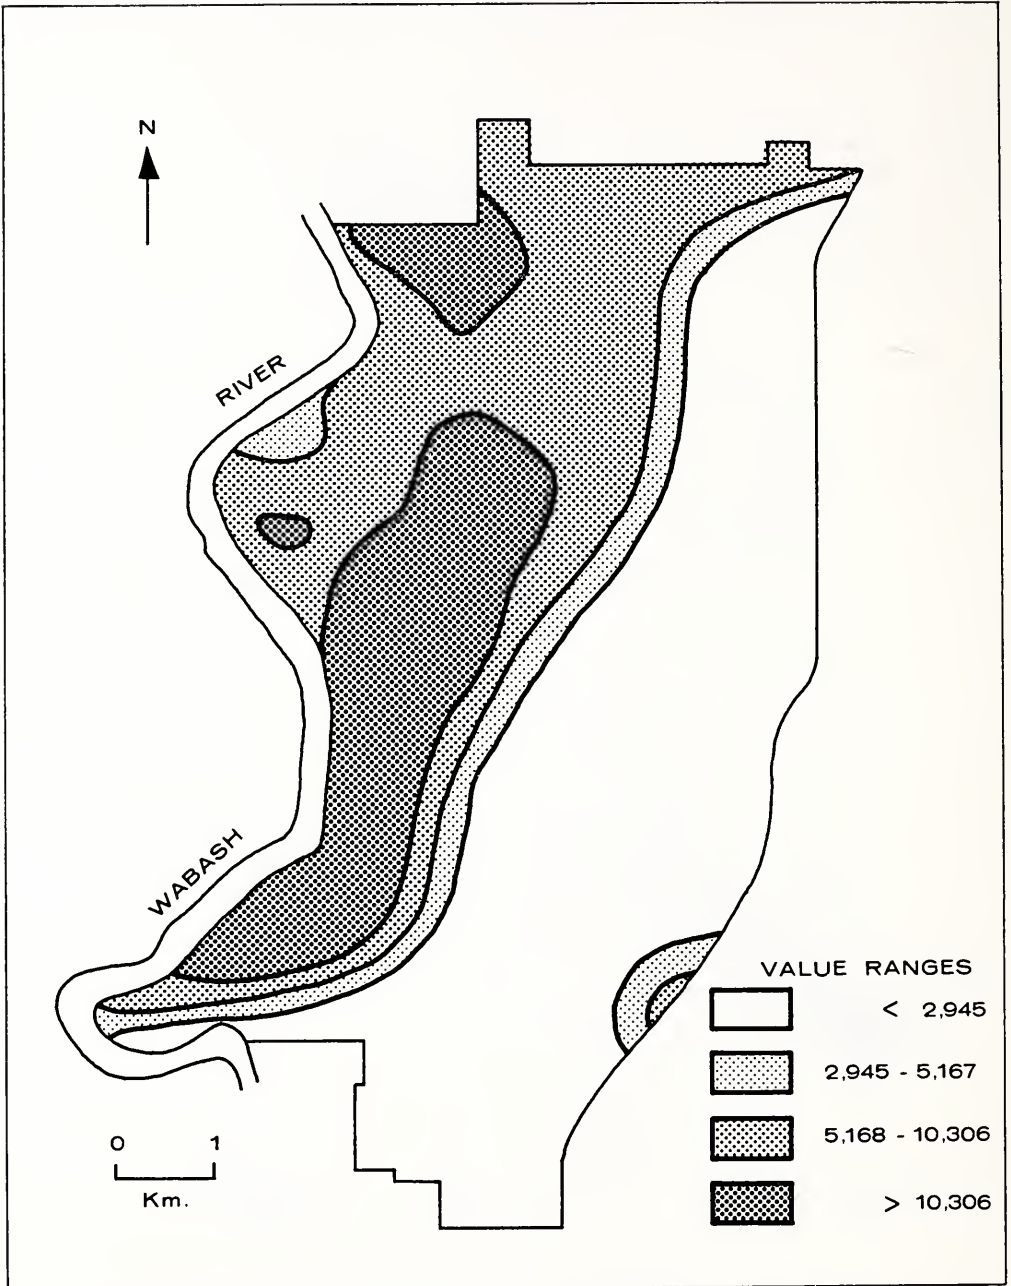 N
RIVER
WABASH
VALUE RANGES
< 2,945
2,945 - 5,167
5,168 - 10,306
> 10,306
0 1
Km.